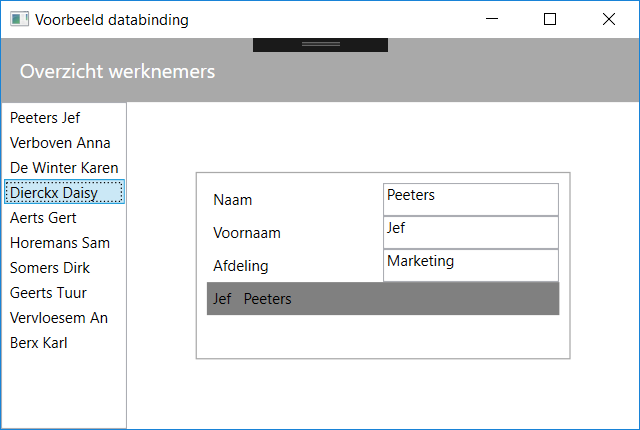 Voorbeeld databinding
Overzicht werknemers
Peeters Jef
Verboven Anna
De Winter Karen
Dierckx Daisy
Aerts Gert
Horemans Sam
Somers Dirk
Geerts Tuur
Vervloesem An
Berx Karl
Naam Peeters
Voornaam Jef
Afdeling Marketing
Jef Peeters